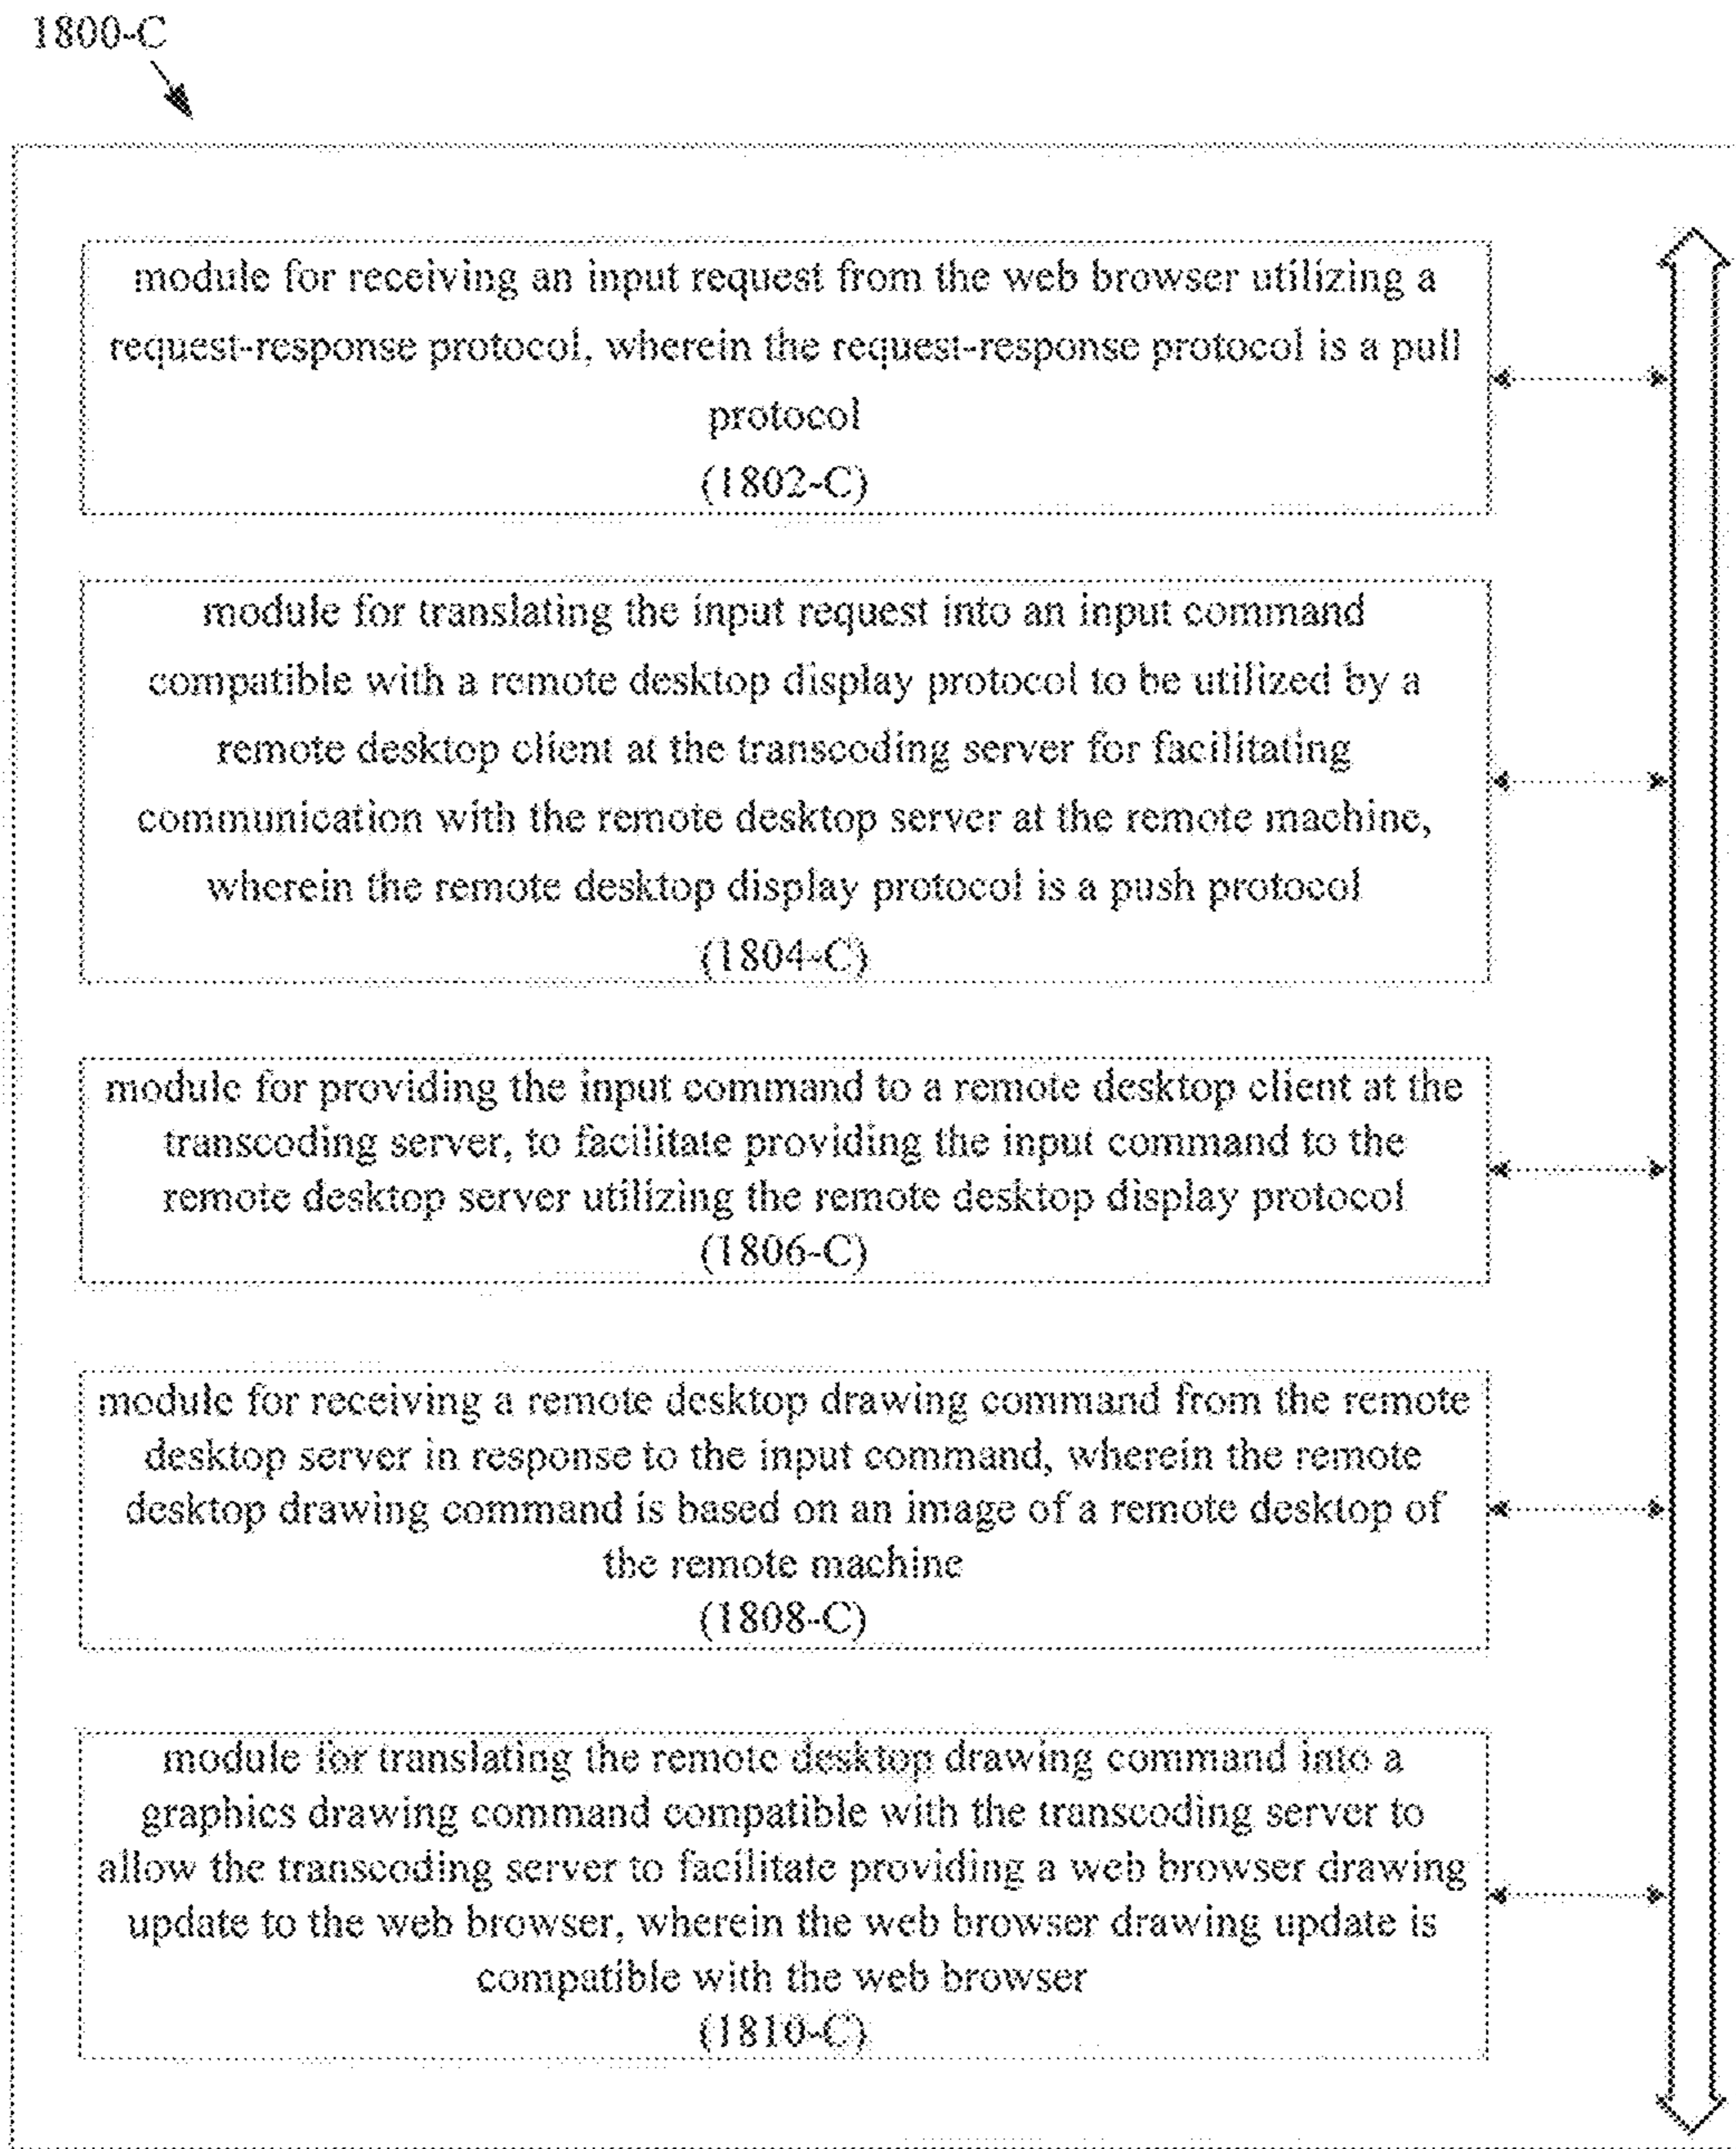 1800-C
module for receiving an input request from the web browser utilizing a
request-response protocol, wherein the request-response protocol is a pull
protocol
(1802-C)
module for translating the input request into an input command
compatible with a remote desktop display protocol to be utilized by a
remote desktop client at the transcoding server for facilitating
communication with the remote desktop server at the remote machine,
wherein the remote desktop display protocol is a push protocol
(1804-C)
module for providing the input command to a remote desktop client at the
transcoding server, to facilitate providing the input command to the
remote desktop server utilizing the remote desktop display protocol
(1806-C)
module for receiving a remote desktop drawing command from the remote
desktop server in response to the input command, wherein the remote
desktop drawing command is based on an image of a remote desktop of
the remote machine
(1808-C)
module for translating the remote desktop drawing command into a
graphics drawing command compatible with the transcoding server to
allow the transcoding server to facilitate providing a web browser drawing
update to the web browser, wherein the web browser drawing update is
compatible with the web browser
(1810-C)